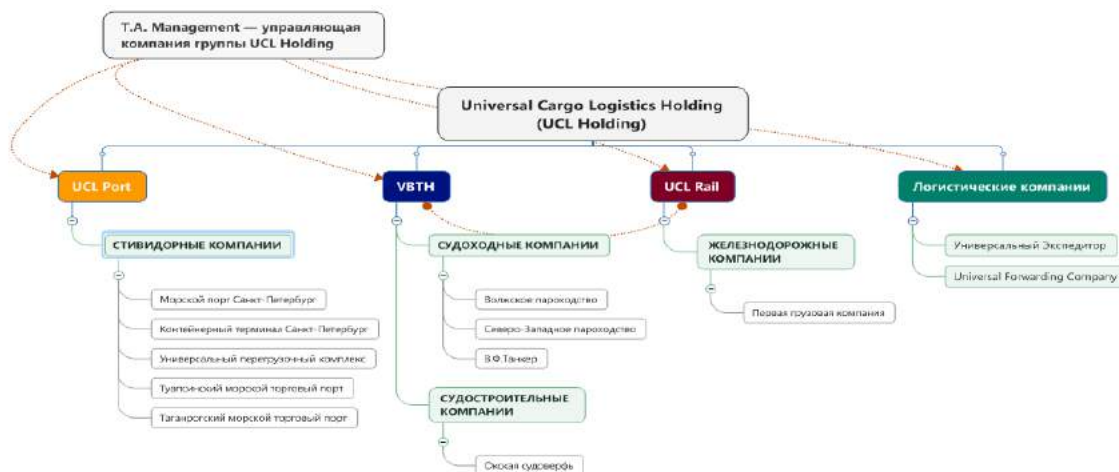 T.A. Management — управляющая
компания группы UCL Holding
Universal Cargo Logistics Holding
(UCL Holding)
UCL Port
VBTH
UCL Rail
Логистические компании
СТИВИДОРНЫЕ КОМПАНИИ
Морской порт Санкт-Петербург
Контейнерный терминал Санкт-Петербург
Универсальный перегрузочный комплекс
Туапсинский морской торговый порт
Таганрогский морской торговый порт
СУДОХОДНЫЕ КОМПАНИИ
Волжское пароходство
Северо-Западное пароходство
В.Ф.Танкер
СУДОСТРОИТЕЛЬНЫЕ
КОМПАНИИ
Окская судоверфь
ЖЕЛЕЗНОДОРОЖНЫЕ
КОМПАНИИ
Первая грузовая компания
Универсальный Экспедитор
Universal Forwarding Company